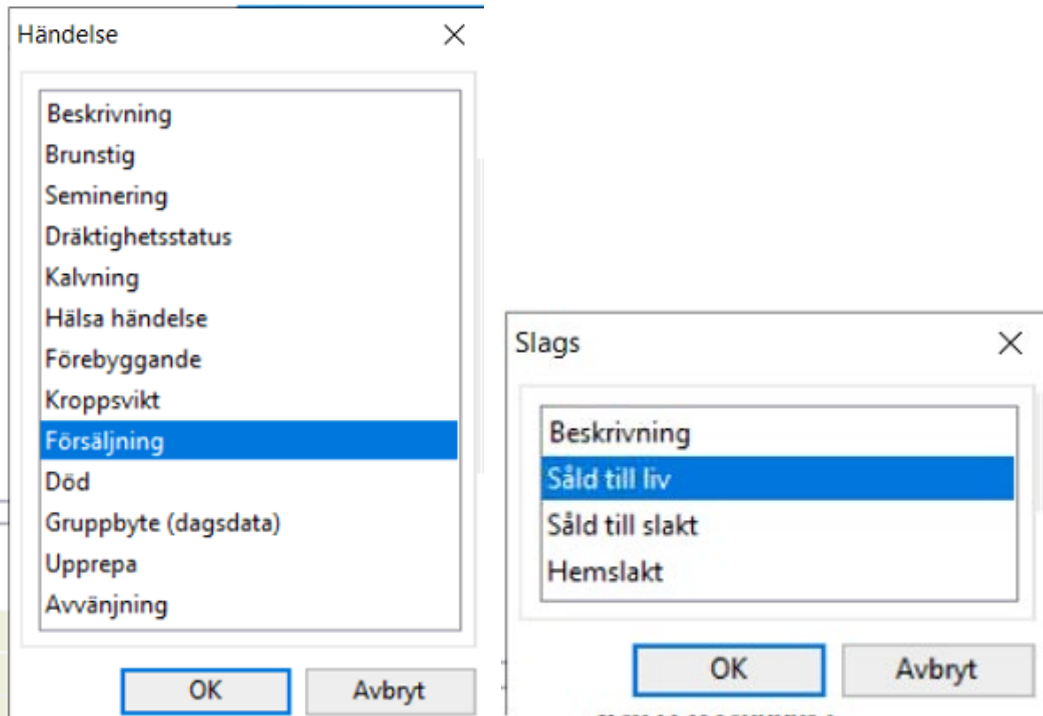 Händelse
Beskrivning
Brunstig
Seminering
Dräktighetsstatus
Kalvning
Hälsa händelse
Förebyggande
Kroppsvikt
Försäljning
Död
Gruppbyte (dagsdata)
Upprepa
Avvänjning
OK Avbryt
Slags
Beskrivning
Såld till liv
Såld till slakt
Hemslakt
OK Avbryt